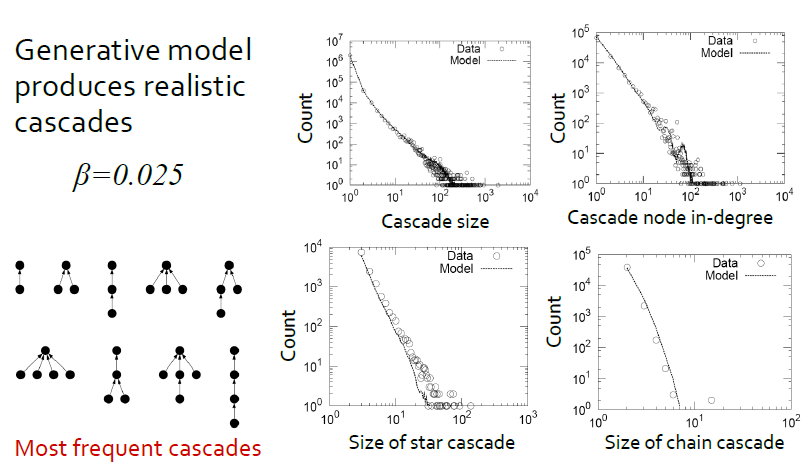 Generative model
produces realistic
cascades
β=0.025
Most frequent cascades
Count
10^7
10^6
10^5
10^4
10^3
10^2
10^1
10^0
10^0 10^1 10^2 10^3 10^4
Data
Model
Cascade size
Count
10^5
10^4
10^3
10^2
10^1
10^0
10^0 10^1 10^2 10^3 10^4
Data
Model
Cascade node in-degree
Count
10^4
10^3
10^2
10^1
10^0
10^0 10^1 10^2 10^3
Data
Model
Size of star cascade
Count
10^5
10^4
10^3
10^2
10^1
10^0
10^0 10^1 10^2
Data
Model
Size of chain cascade